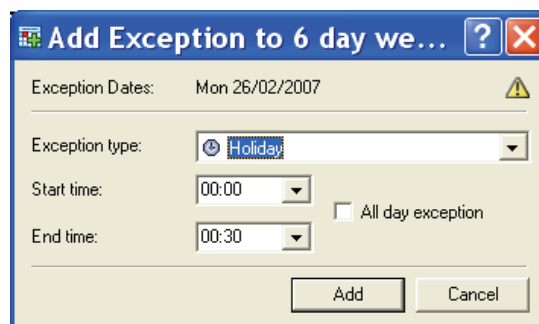 Add Exception to 6 day we...
Exception Dates: Mon 26/02/2007
Exception type: Holiday
Start time: 00:00
All day exception
End time: 00:30
Add Cancel